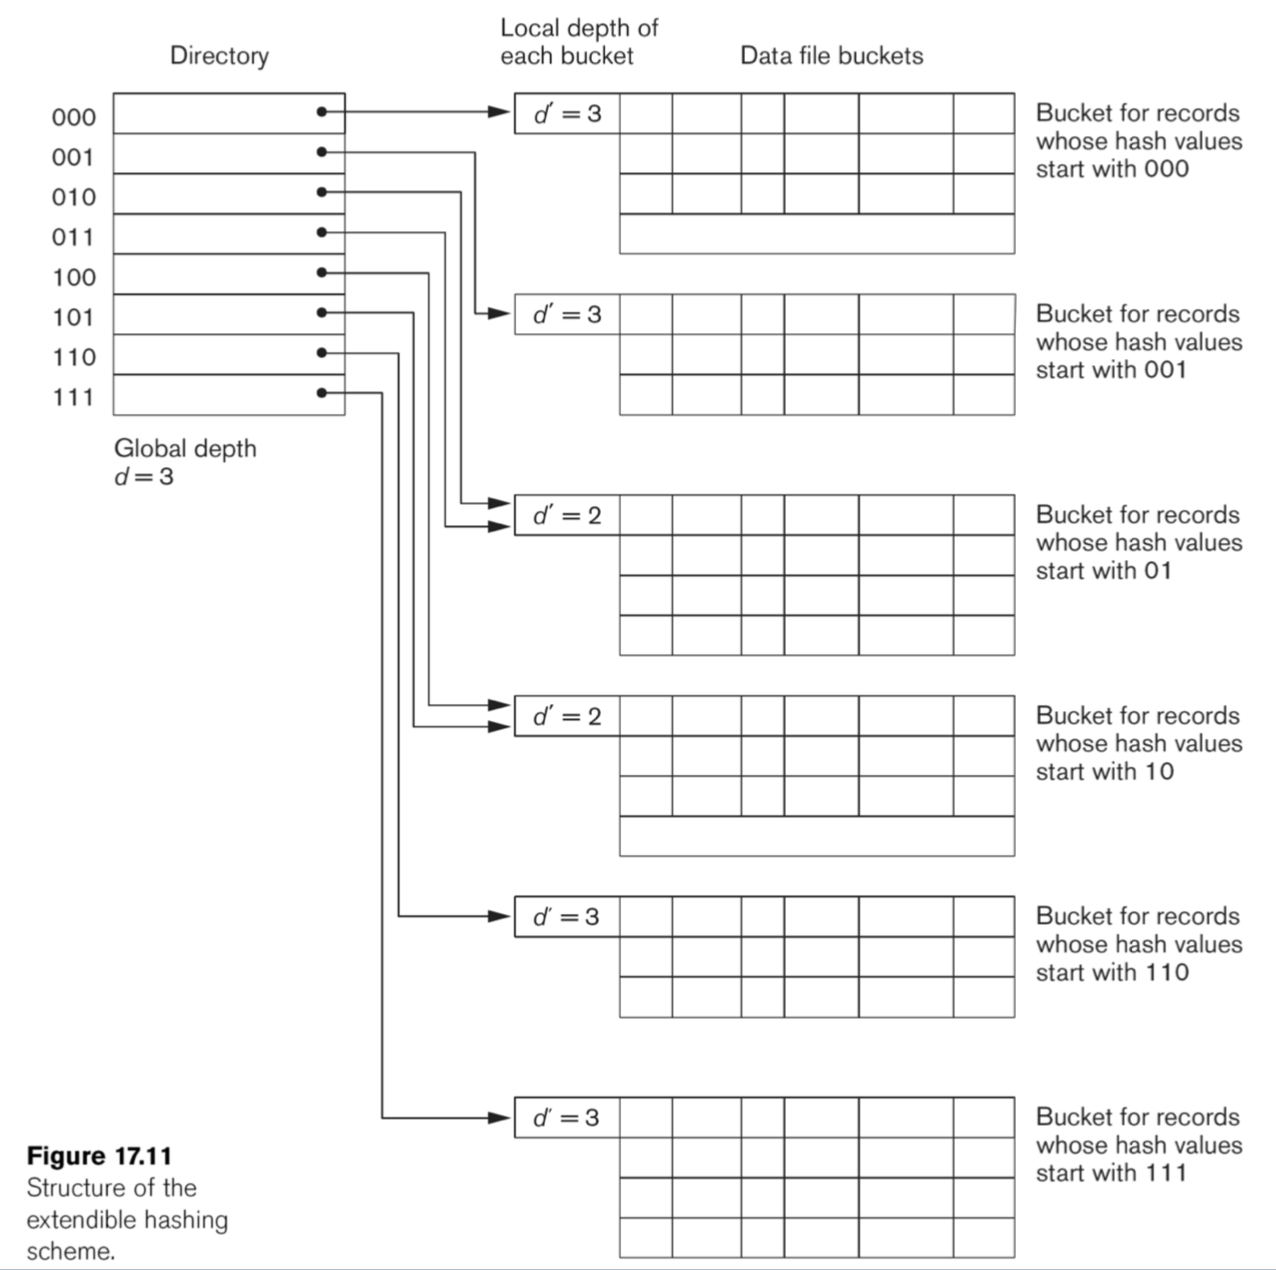 Directory
Local depth of
each bucket
Data file buckets
000
001
010
011
100
101
110
111
Global depth
d = 3
d′ = 3
Bucket for records
whose hash values
start with 000
d′ = 3
Bucket for records
whose hash values
start with 001
d′ = 2
Bucket for records
whose hash values
start with 01
d′ = 2
Bucket for records
whose hash values
start with 10
d′ = 3
Bucket for records
whose hash values
start with 110
d′ = 3
Bucket for records
whose hash values
start with 111
Figure 17.11
Structure of the
extendible hashing
scheme.